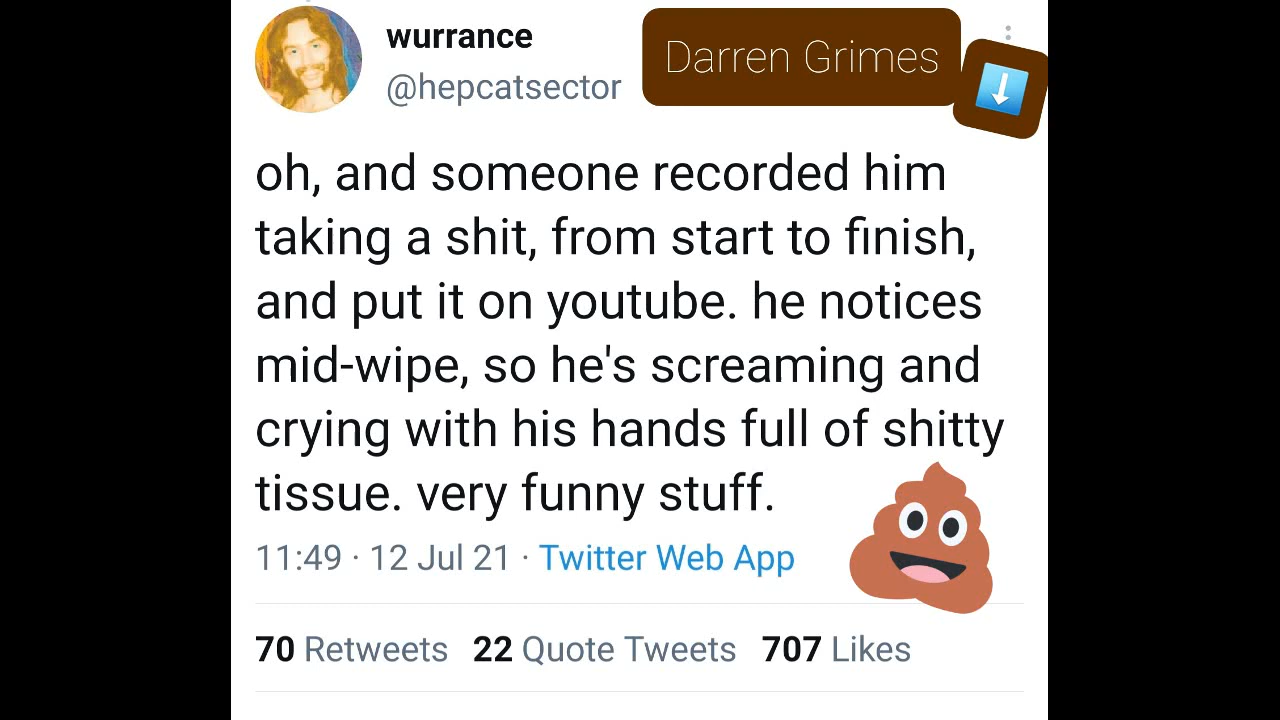 wurrance
@hepcatsector
Darren Grimes
oh, and someone recorded him
taking a shit, from start to finish,
and put it on youtube. he notices
mid-wipe, so he's screaming and
crying with his hands full of shitty
tissue. very funny stuff.
11:49 · 12 Jul 21 · Twitter Web App
70 Retweets 22 Quote Tweets 707 Likes